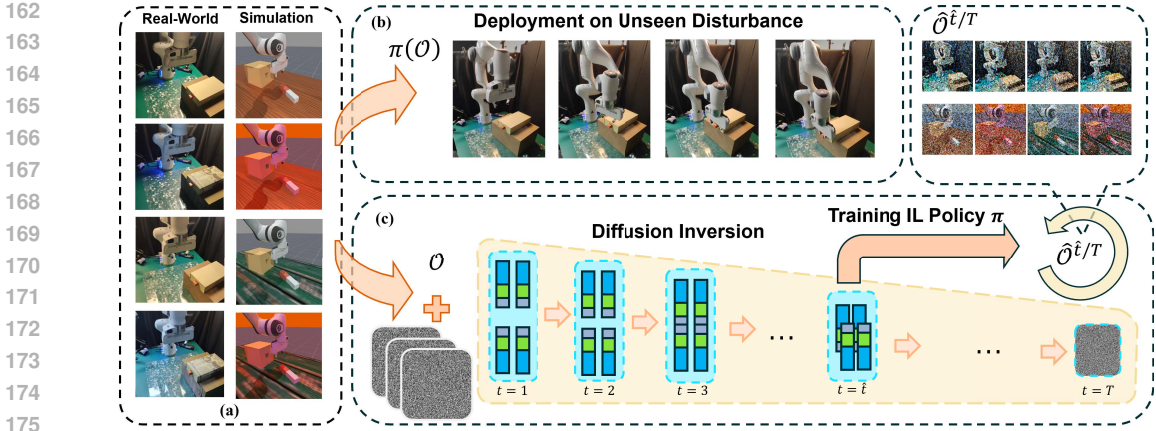 162
163
164
165
166
167
168
169
170
171
172
173
174
175
Real-World Simulation
(a)
(b) Deployment on Unseen Disturbance
π(𝒪)
𝒪̂^{t̂/T}
(c)
Training IL Policy π
Diffusion Inversion
𝒪
𝒪̂^{t̂/T}
...
...
t = 1
t = 2
t = 3
t = t̂
t = T